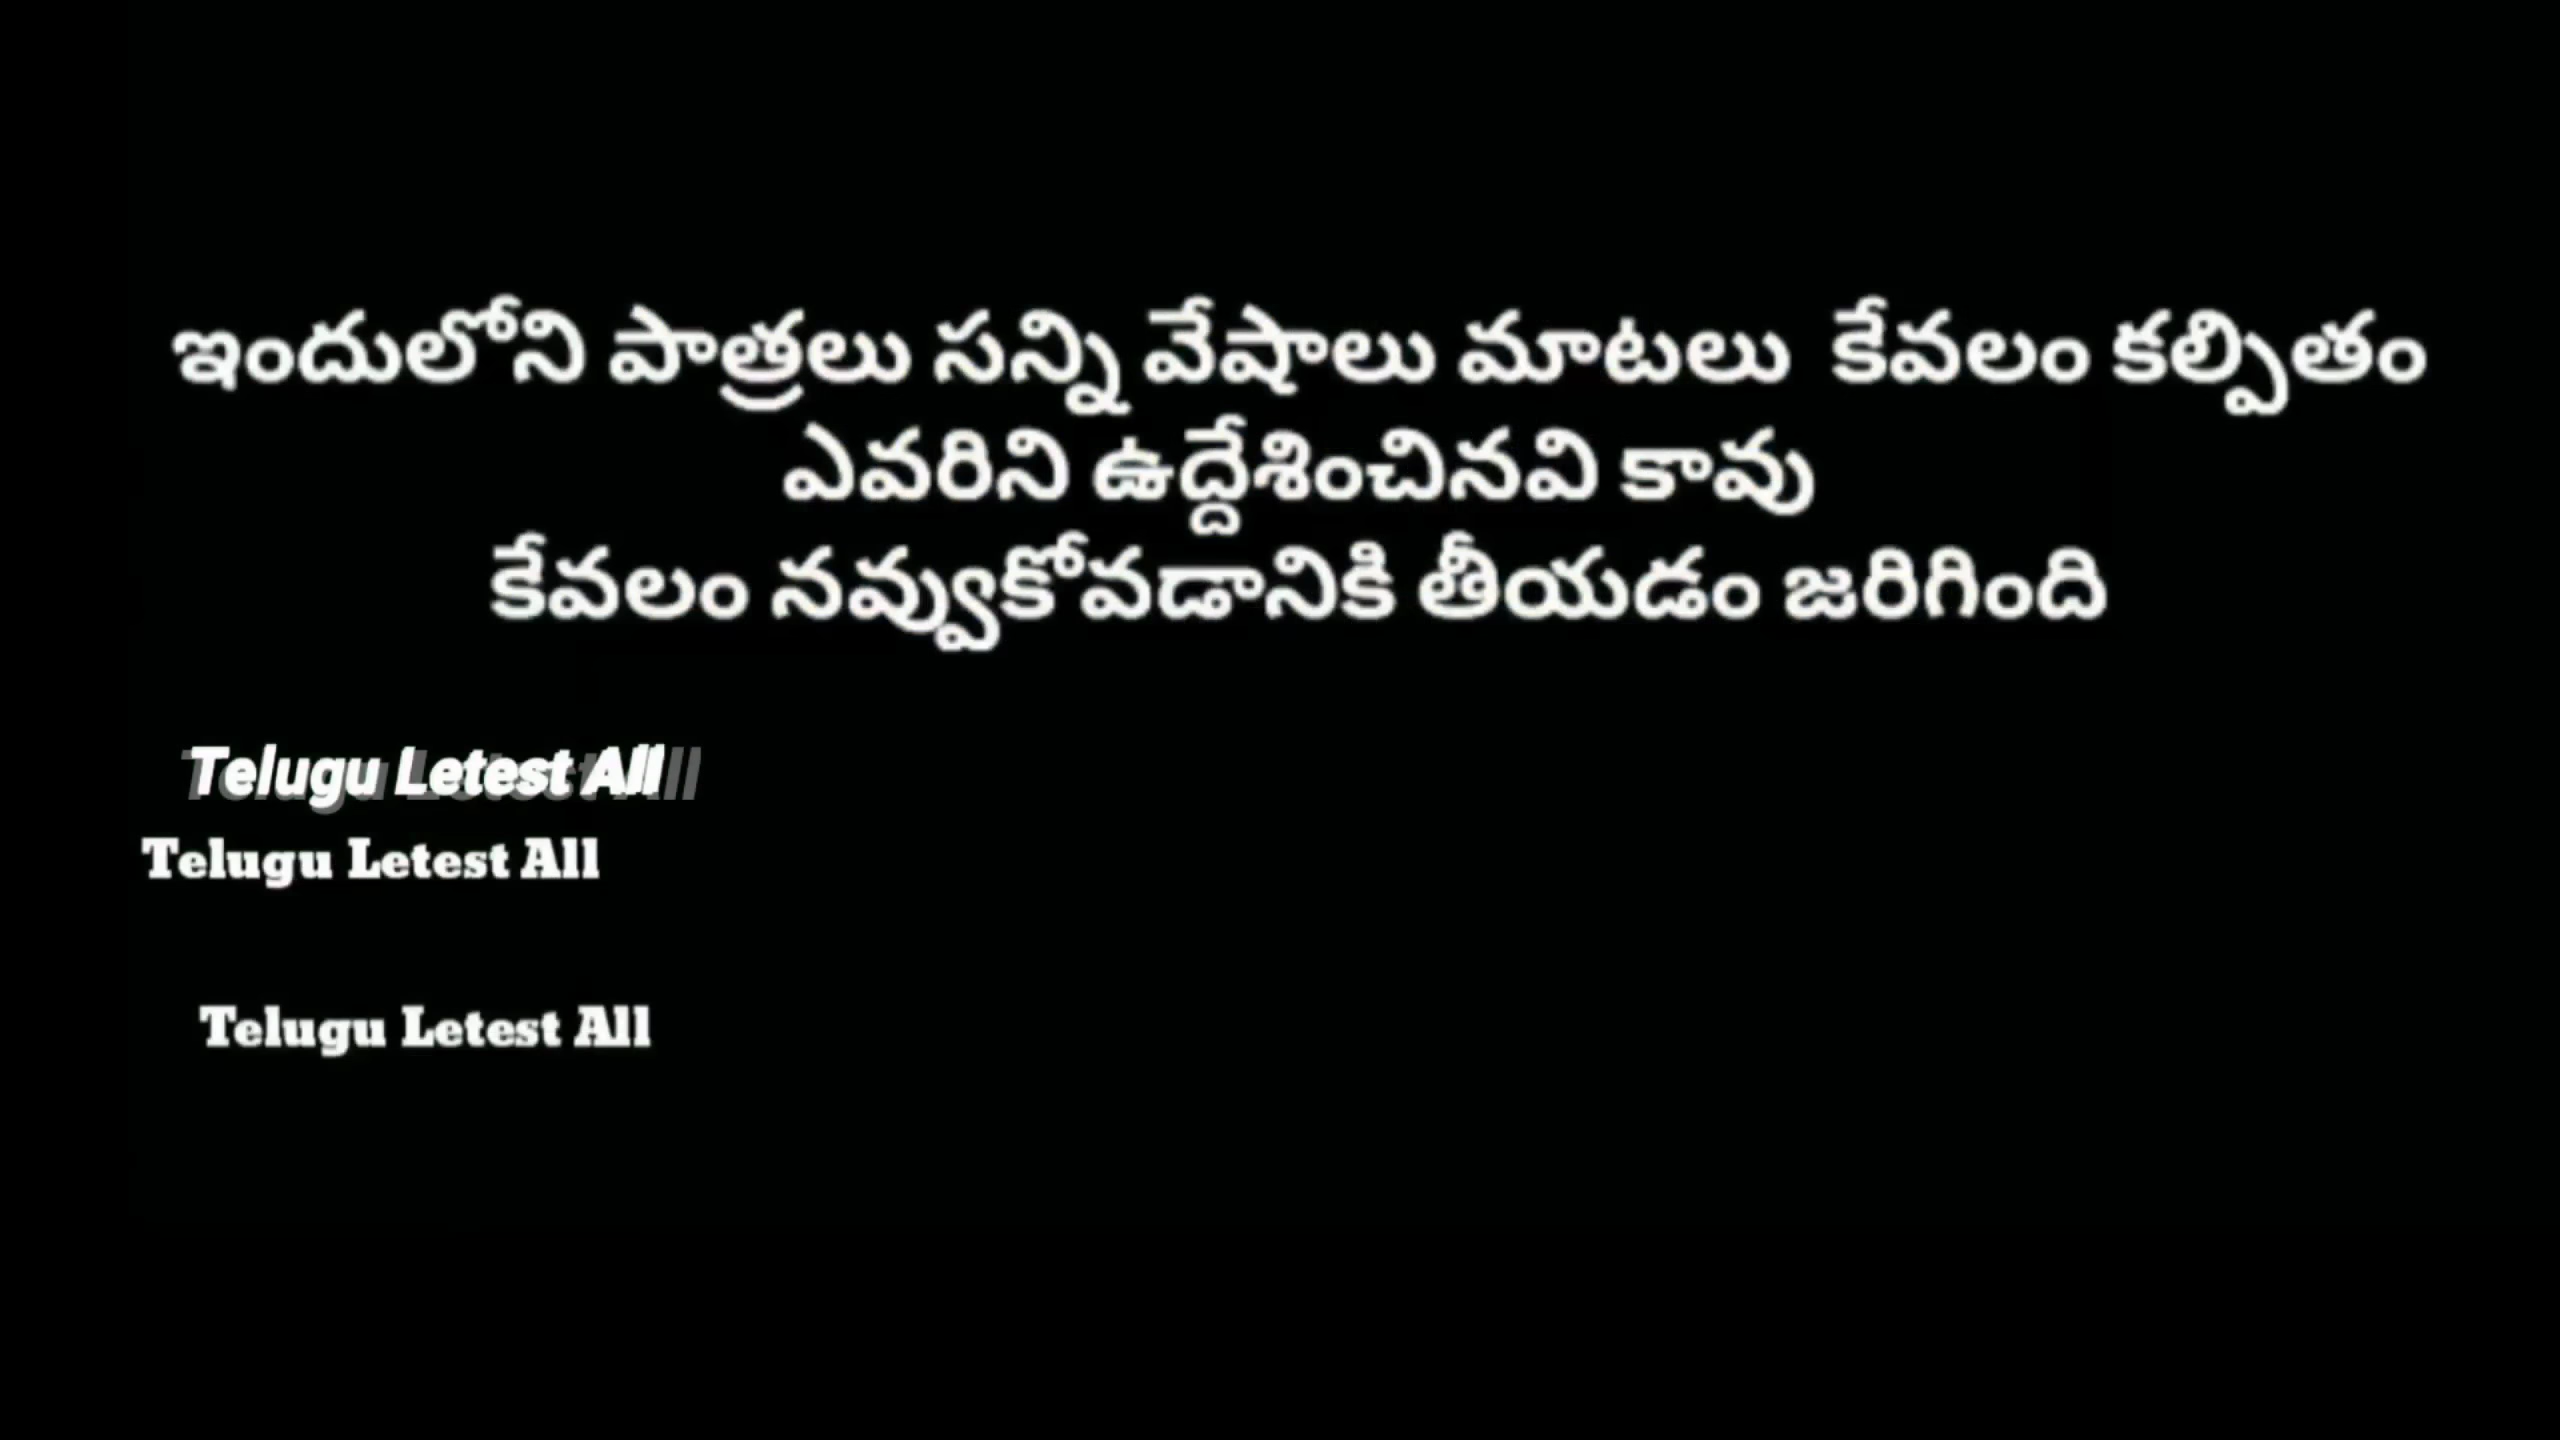 ఇందులోని పాత్రలు సన్ని వేషాలు మాటలు  కేవలం కల్పితం
ఎవరిని ఉద్దేశించినవి కావు
కేవలం నవ్వుకోవడానికి తీయడం జరిగింది
Telugu Letest All
Telugu Letest All
Telugu Letest All